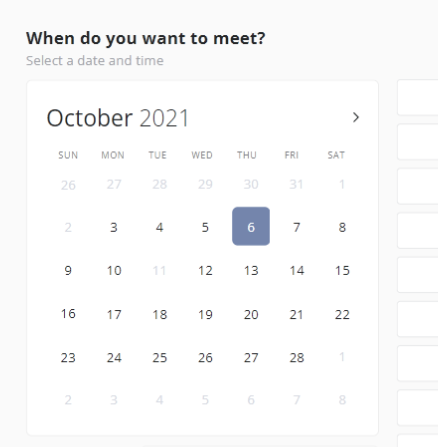 When do you want to meet?
Select a date and time
October 2021
SUN MON TUE WED THU FRI SAT
26 27 28 29 30 31 1
2 3 4 5 6 7 8
9 10 11 12 13 14 15
16 17 18 19 20 21 22
23 24 25 26 27 28 1
2 3 4 5 6 7 8